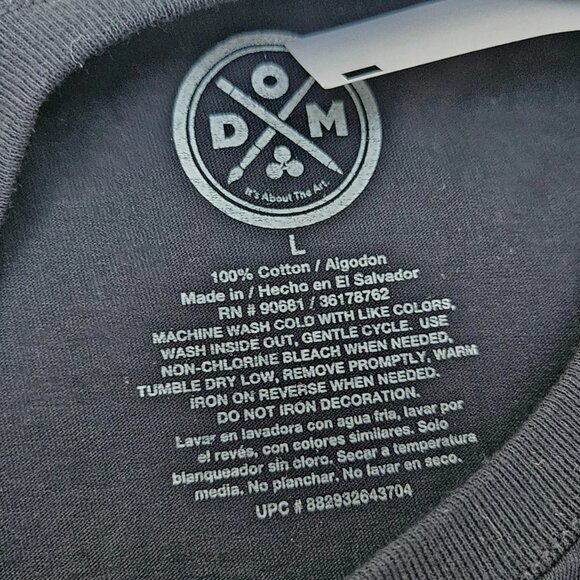 O
D M
It's About The Art.
L
100% Cotton / Algodon
Made in / Hecho en El Salvador
RN # 90681 / 36178762
MACHINE WASH COLD WITH LIKE COLORS,
WASH INSIDE OUT, GENTLE CYCLE. USE
NON-CHLORINE BLEACH WHEN NEEDED,
TUMBLE DRY LOW, REMOVE PROMPTLY, WARM
IRON ON REVERSE WHEN NEEDED.
DO NOT IRON DECORATION.
Lavar en lavadora con agua fria, lavar por
el revés, con colores similares. Solo
blanqueador sin cloro. Secar a temperatura
media. No planchar. No lavar en seco.
UPC # 882932643704